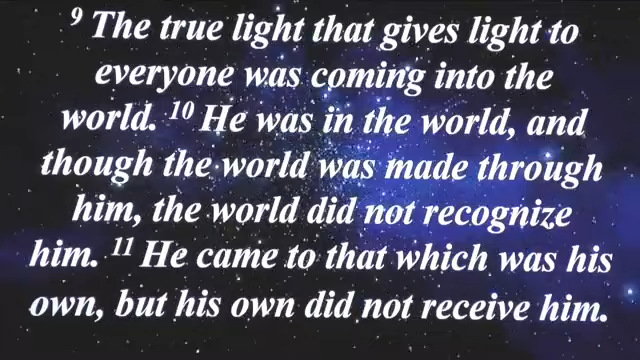 9 The true light that gives light to
everyone was coming into the
world. 10 He was in the world, and
though the world was made through
him, the world did not recognize
him. 11 He came to that which was his
own, but his own did not receive him.